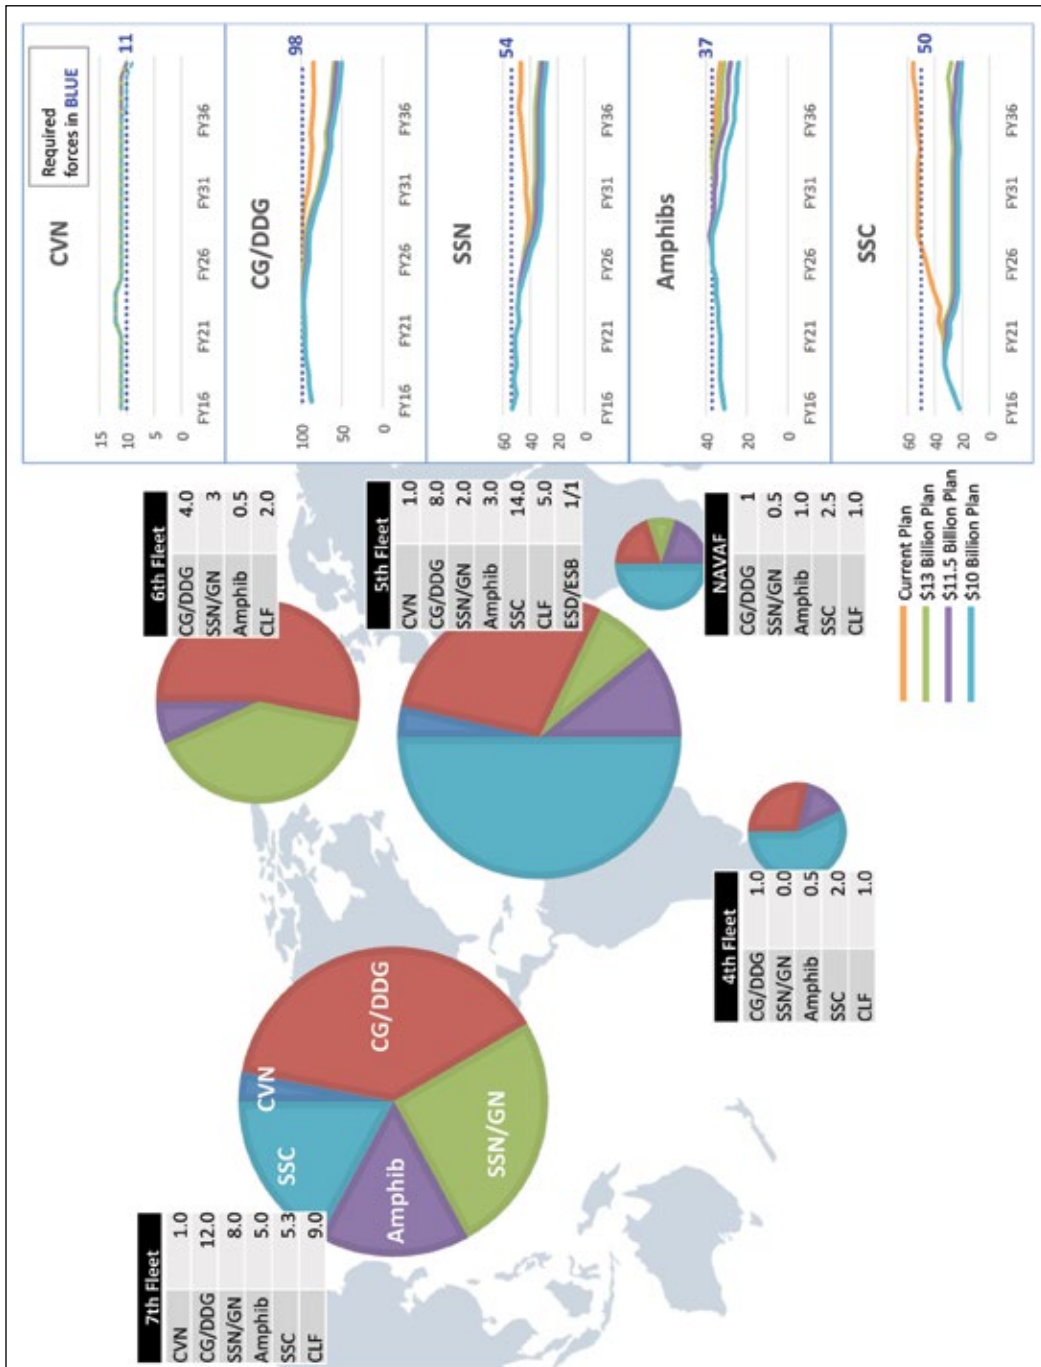 7th Fleet
CVN 1.0
CG/DDG 12.0
SSN/GN 8.0
Amphib 5.0
SSC 5.3
CLF 9.0
CVN
CG/DDG
SSN/GN
Amphib
SSC
6th Fleet
CG/DDG 4.0
SSN/GN 3
Amphib 0.5
CLF 2.0
5th Fleet
CVN 1.0
CG/DDG 8.0
SSN/GN 2.0
Amphib 3.0
SSC 14.0
CLF 5.0
ESD/ESB 1/1
4th Fleet
CG/DDG 1.0
SSN/GN 0.0
Amphib 0.5
SSC 2.0
CLF 1.0
NAVAF
CG/DDG 1
SSN/GN 0.5
Amphib 1.0
SSC 2.5
CLF 1.0
Current Plan
$13 Billion Plan
$11.5 Billion Plan
$10 Billion Plan
CVN
Required
forces in BLUE
11
15
10
5
0
FY16 FY21 FY26 FY31 FY36
CG/DDG
98
100
50
0
FY16 FY21 FY26 FY31 FY36
SSN
54
60
40
20
0
FY16 FY21 FY26 FY31 FY36
Amphibs
37
40
20
0
FY16 FY21 FY26 FY31 FY36
SSC
50
60
40
20
0
FY16 FY21 FY26 FY31 FY36